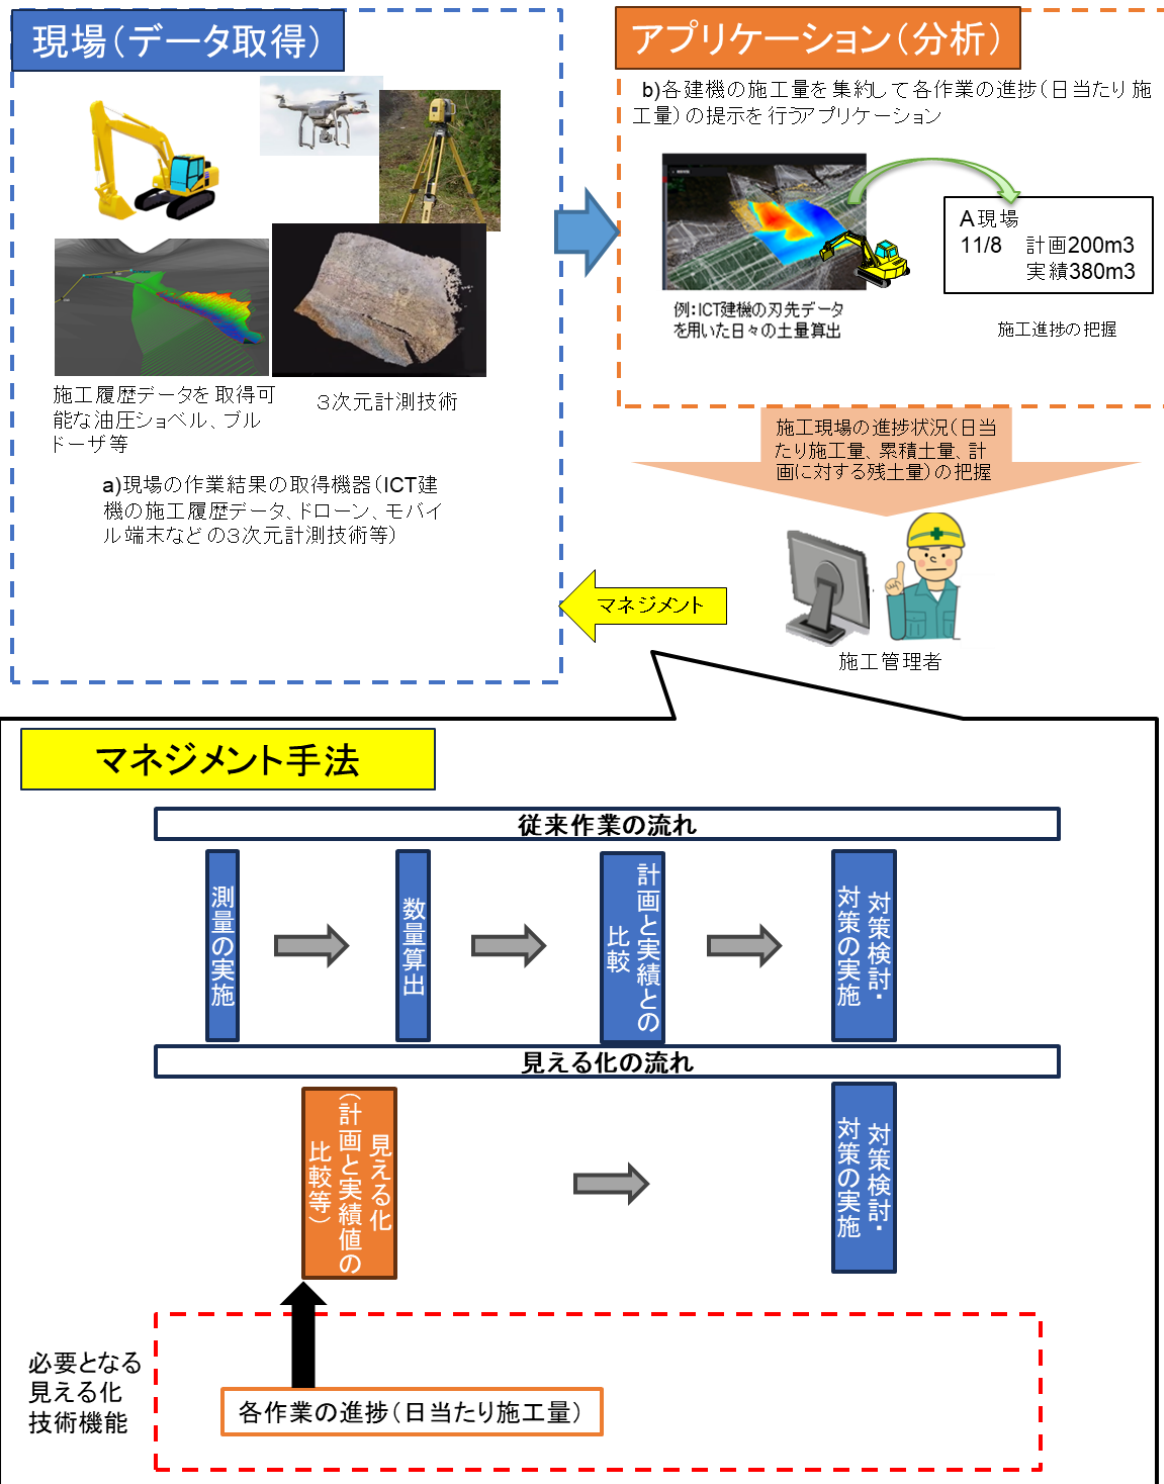 現場(データ取得)
施工履歴データを取得可
能な油圧ショベル、ブル
ドーザ等
3次元計測技術
a)現場の作業結果の取得機器(ICT建
機の施工履歴データ、ドローン、モバイ
ル端末などの3次元計測技術等)
アプリケーション(分析)
b)各建機の施工量を集約して各作業の進捗(日当たり施
工量)の提示を行うアプリケーション
例:ICT建機の刃先データ
を用いた日々の土量算出
A現場
11/8 計画200m3
実績380m3
施工進捗の把握
施工現場の進捗状況(日当
たり施工量、累積土量、計
画に対する残土量)の把握
マネジメント
施工管理者
マネジメント手法
従来作業の流れ
測量の実施
数量算出
計画と実績との
比較
対策検討・
対策の実施
見える化の流れ
見える化
(計画と実績値の
比較等)
対策検討・
対策の実施
必要となる
見える化
技術機能
各作業の進捗(日当たり施工量)